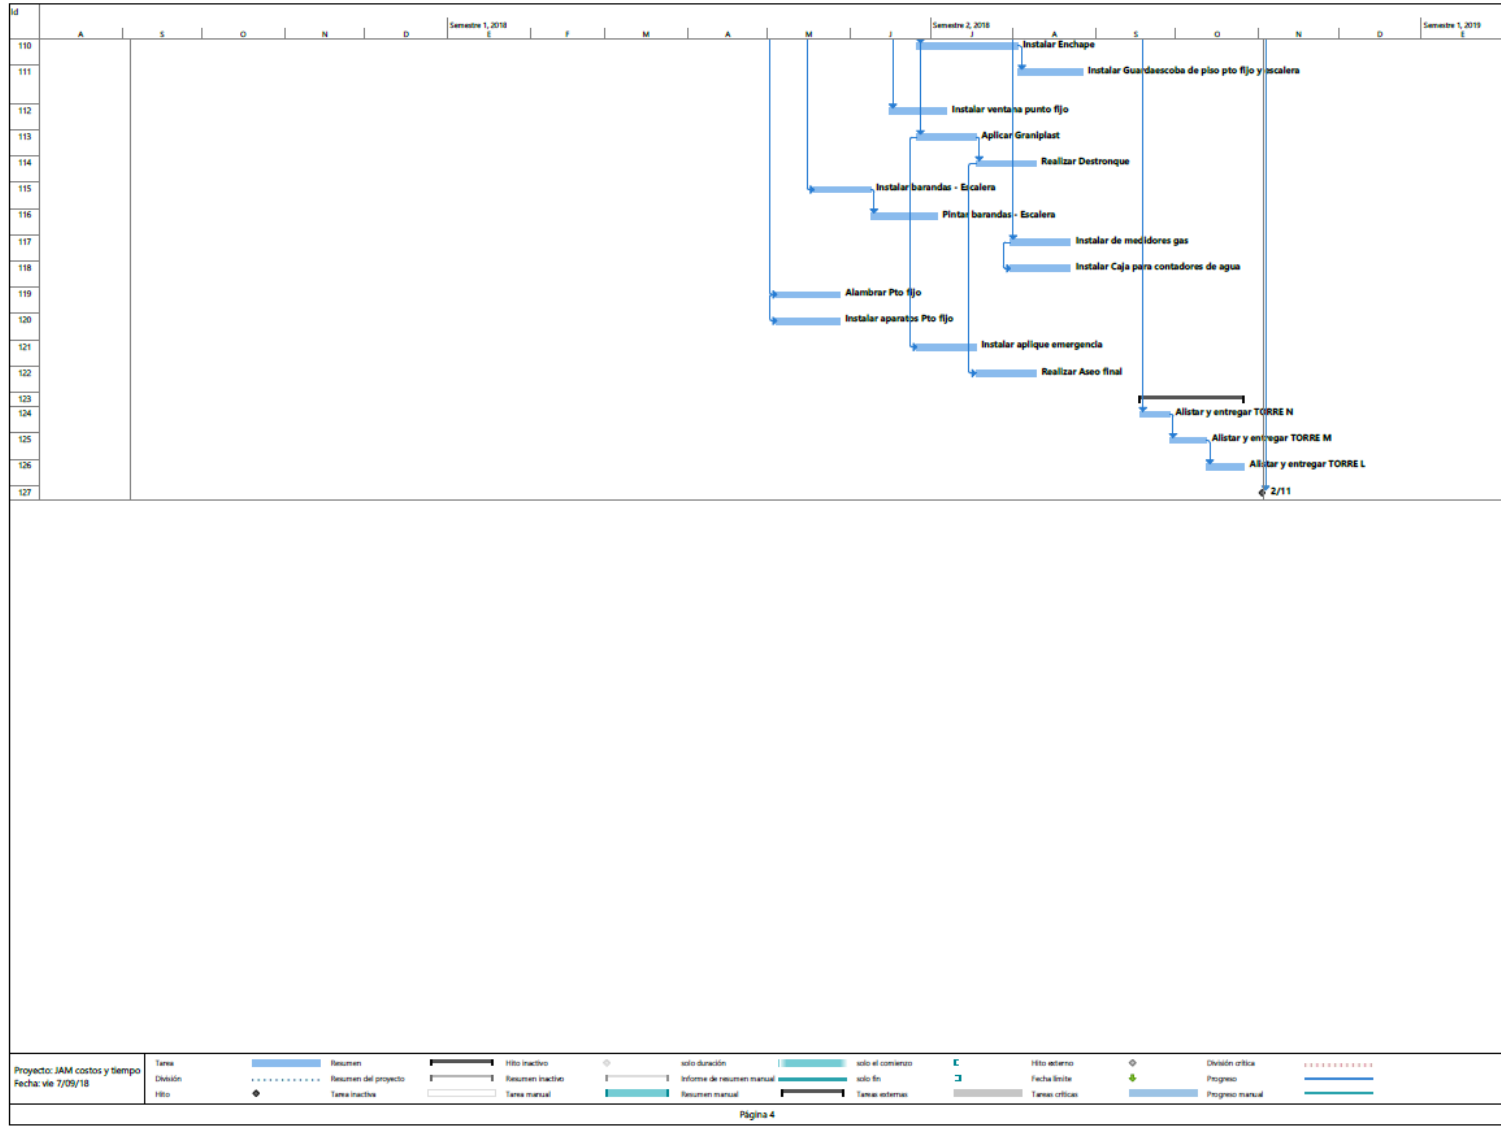 Id
Semestre 1, 2018 Semestre 2, 2018 Semestre 1, 2019
A S O N D E F M A M J J A S O N D E
110 Instalar Enchape
111 Instalar Guardaescoba de piso pto fijo y escalera
112 Instalar ventana punto fijo
113 Aplicar Graniplast
114 Realizar Destronque
115 Instalar barandas - Escalera
116 Pintar barandas - Escalera
117 Instalar de medidores gas
118 Instalar Caja para contadores de agua
119 Alambrar Pto fijo
120 Instalar aparatos Pto fijo
121 Instalar aplique emergencia
122 Realizar Aseo final
123
124 Alistar y entregar TORRE N
125 Alistar y entregar TORRE M
126 Alistar y entregar TORRE L
127 2/11
Proyecto: JAM costos y tiempo
Fecha: vie 7/09/18
Tarea Resumen Hito inactivo solo duración solo el comienzo Hito externo División crítica
División Resumen del proyecto Resumen inactivo Informe de resumen manual solo fin Fecha límite Progreso
Hito Tarea inactiva Tarea manual Resumen manual Tareas externas Tareas críticas Progreso manual
Página 4